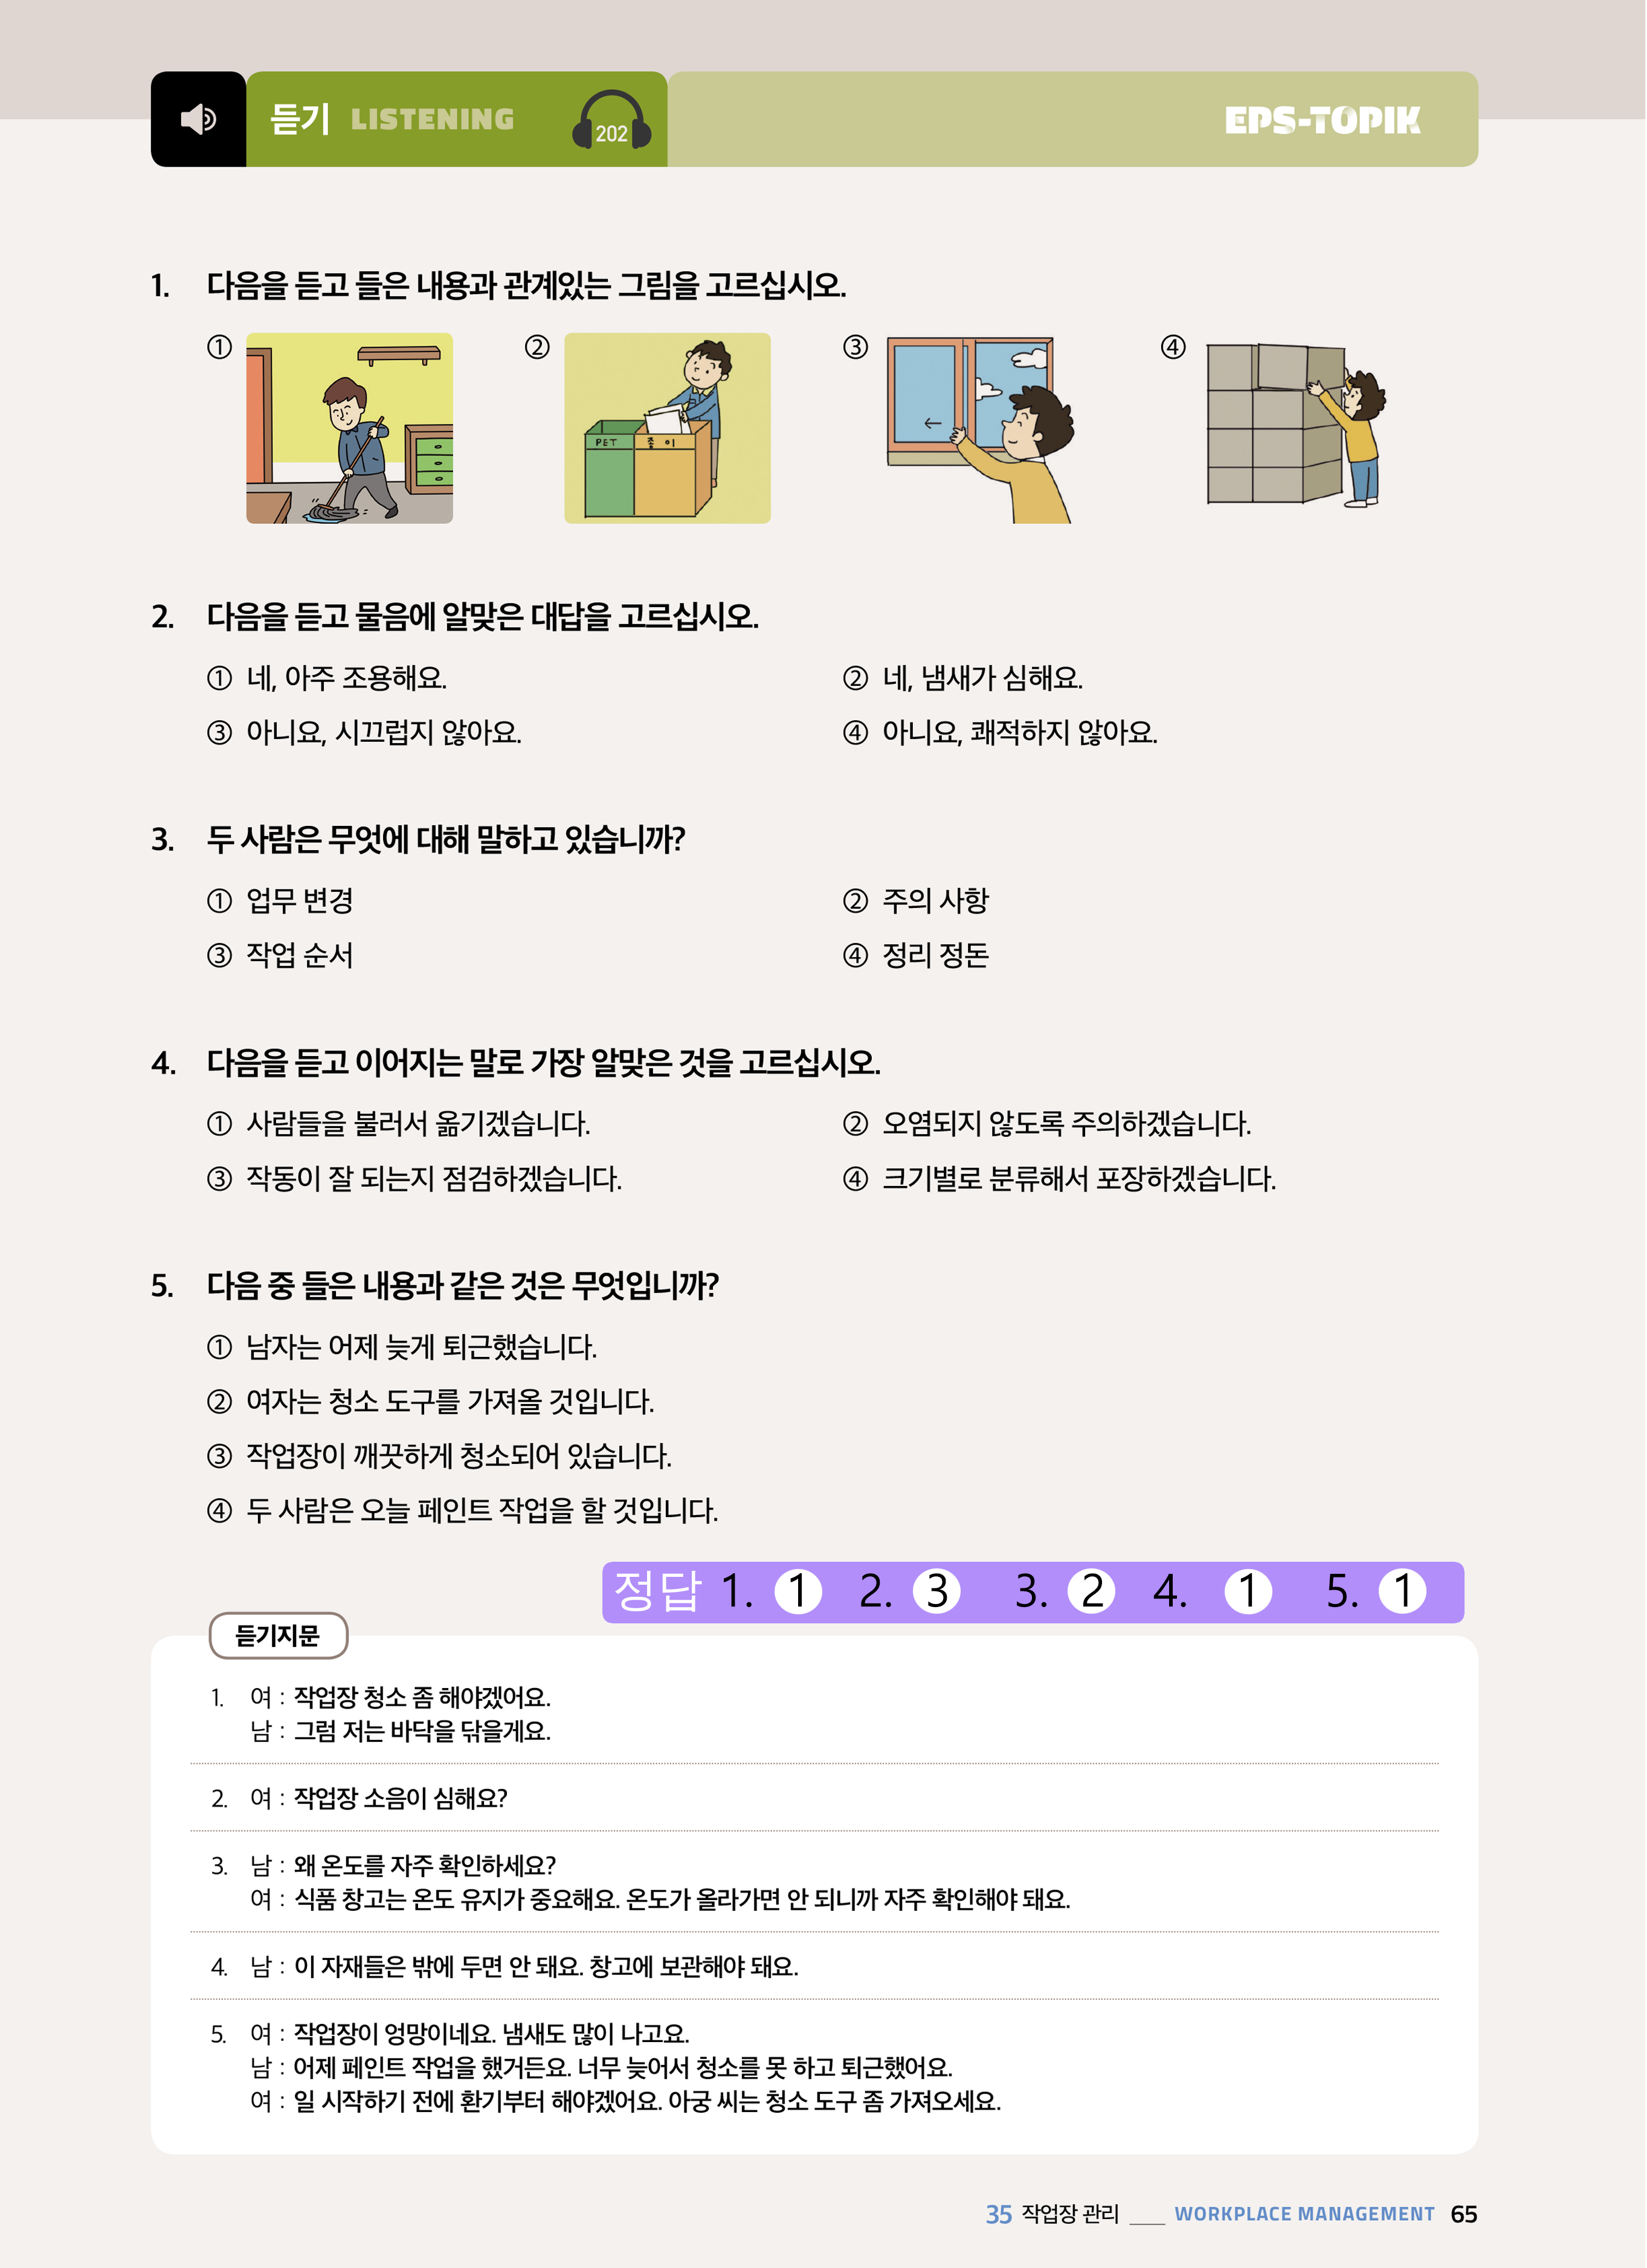 듣기 LISTENING 202 EPS-TOPIK
1. 다음을 듣고 들은 내용과 관계있는 그림을 고르십시오.
① ② ③ ④
PET 종이
2. 다음을 듣고 물음에 알맞은 대답을 고르십시오.
① 네, 아주 조용해요. ② 네, 냄새가 심해요.
③ 아니요, 시끄럽지 않아요. ④ 아니요, 쾌적하지 않아요.
3. 두 사람은 무엇에 대해 말하고 있습니까?
① 업무 변경 ② 주의 사항
③ 작업 순서 ④ 정리 정돈
4. 다음을 듣고 이어지는 말로 가장 알맞은 것을 고르십시오.
① 사람들을 불러서 옮기겠습니다. ② 오염되지 않도록 주의하겠습니다.
③ 작동이 잘 되는지 점검하겠습니다. ④ 크기별로 분류해서 포장하겠습니다.
5. 다음 중 들은 내용과 같은 것은 무엇입니까?
① 남자는 어제 늦게 퇴근했습니다.
② 여자는 청소 도구를 가져올 것입니다.
③ 작업장이 깨끗하게 청소되어 있습니다.
④ 두 사람은 오늘 페인트 작업을 할 것입니다.
정답 1. 1 2. 3 3. 2 4. 1 5. 1
듣기지문
1. 여 : 작업장 청소 좀 해야겠어요.
남 : 그럼 저는 바닥을 닦을게요.
2. 여 : 작업장 소음이 심해요?
3. 남 : 왜 온도를 자주 확인하세요?
여 : 식품 창고는 온도 유지가 중요해요. 온도가 올라가면 안 되니까 자주 확인해야 돼요.
4. 남 : 이 자재들은 밖에 두면 안 돼요. 창고에 보관해야 돼요.
5. 여 : 작업장이 엉망이네요. 냄새도 많이 나고요.
남 : 어제 페인트 작업을 했거든요. 너무 늦어서 청소를 못 하고 퇴근했어요.
여 : 일 시작하기 전에 환기부터 해야겠어요. 아궁 씨는 청소 도구 좀 가져오세요.
35 작업장 관리 ___ WORKPLACE MANAGEMENT 65